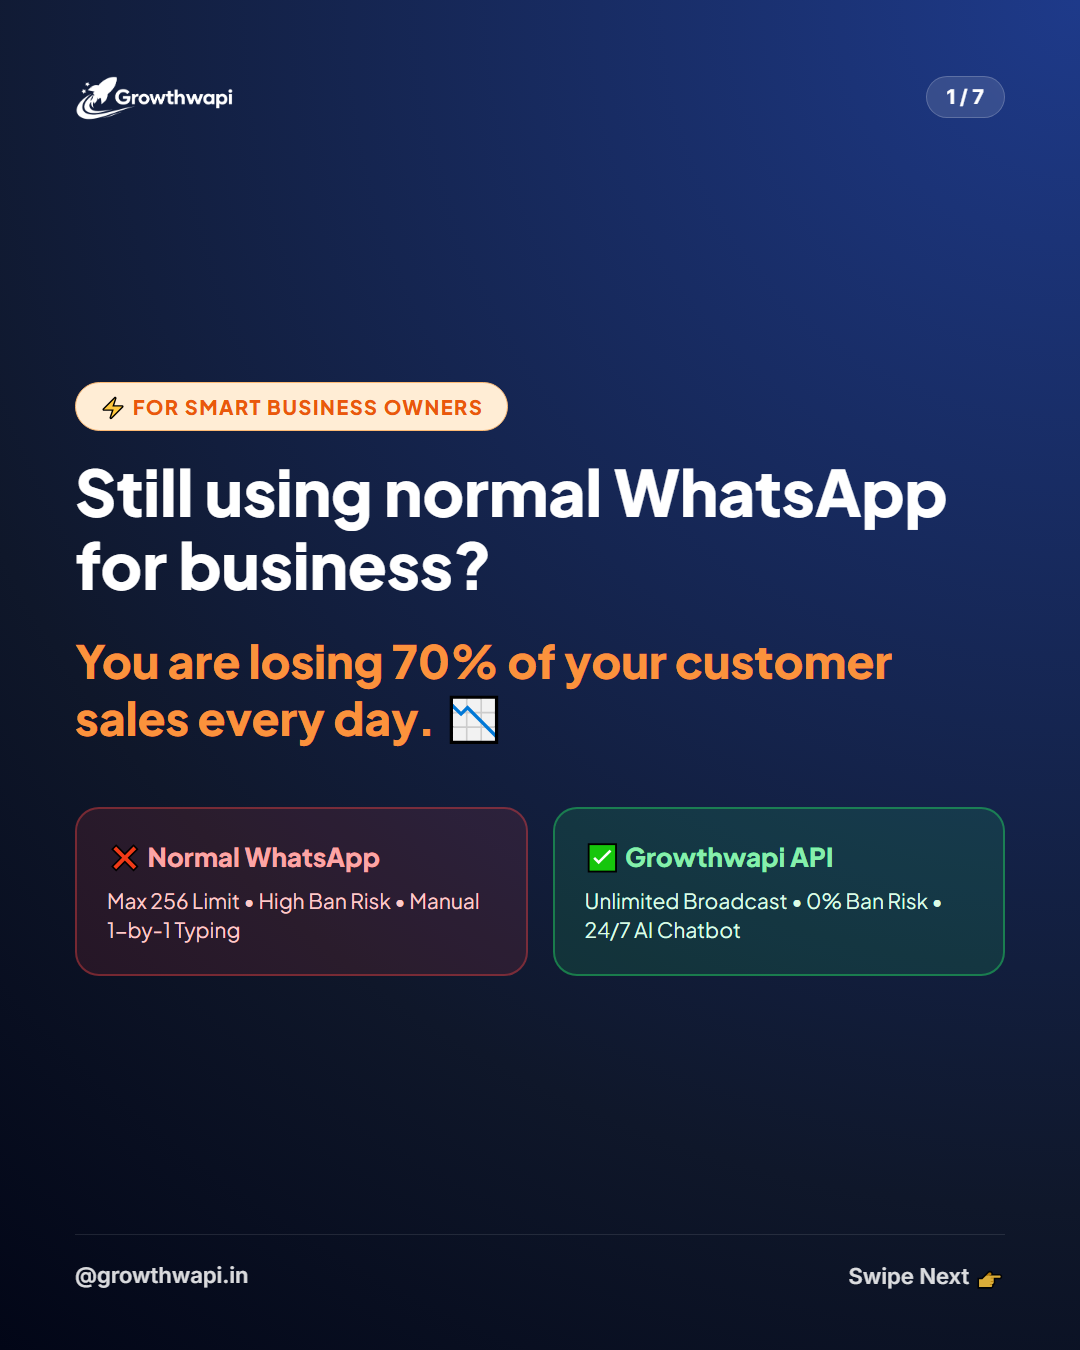 Growthwapi
1 / 7
⚡ FOR SMART BUSINESS OWNERS
Still using normal WhatsApp
for business?
You are losing 70% of your customer
sales every day. 📉
❌ Normal WhatsApp
Max 256 Limit • High Ban Risk • Manual
1–by-1 Typing
✅ Growthwapi API
Unlimited Broadcast • 0% Ban Risk •
24/7 AI Chatbot
@growthwapi.in
Swipe Next 👉